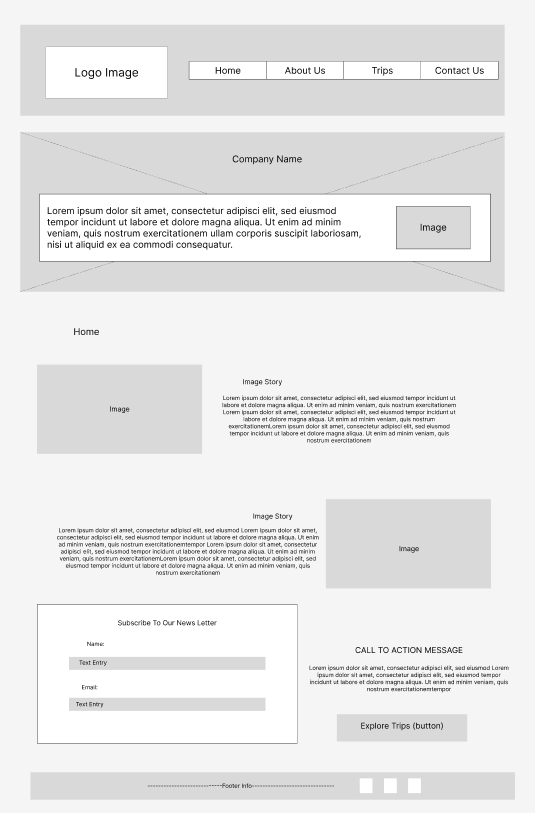 Logo Image
Home
About Us
Trips
Contact Us
Company Name
Lorem ipsum dolor sit amet, consectetur adipisci elit, sed eiusmod
tempor incidunt ut labore et dolore magna aliqua. Ut enim ad minim
veniam, quis nostrum exercitationem ullam corporis suscipit laboriosam,
nisi ut aliquid ex ea commodi consequatur.
Image
Home
Image
Image Story
Lorem ipsum dolor sit amet, consectetur adipisci elit, sed eiusmod tempor incidunt ut
labore et dolore magna aliqua. Ut enim ad minim veniam, quis nostrum exercitationem
Lorem ipsum dolor sit amet, consectetur adipisci elit, sed eiusmod tempor incidunt ut
labore et dolore magna aliqua. Ut enim ad minim veniam, quis nostrum
exercitationemLorem ipsum dolor sit amet, consectetur adipisci elit, sed eiusmod
tempor incidunt ut labore et dolore magna aliqua. Ut enim ad minim veniam, quis
nostrum exercitationem
Image Story
Lorem ipsum dolor sit amet, consectetur adipisci elit, sed eiusmod Lorem ipsum dolor sit
amet, consectetur adipisci elit, sed eiusmod tempor incidunt ut labore et dolore magna aliqua. Ut enim
ad minim veniam, quis nostrum exercitationemtempor Lorem ipsum dolor sit amet, consectetur
adipisci elit, sed eiusmod tempor incidunt ut labore et dolore magna aliqua. Ut enim ad minim
veniam, quis nostrum exercitationemLorem ipsum dolor sit amet, consectetur adipisci elit, sed
eiusmod tempor incidunt ut labore et dolore magna aliqua. Ut enim ad minim veniam, quis
nostrum exercitationem
Image
Subscribe To Our News Letter
Name:
Text Entry
Email:
Text Entry
CALL TO ACTION MESSAGE
Lorem ipsum dolor sit amet, consectetur adipisci elit, sed eiusmod Lorem
ipsum dolor sit amet, consectetur adipisci elit, sed eiusmod tempor
incidunt ut labore et dolore magna aliqua. Ut enim ad minim veniam, quis
nostrum exercitationemtempor
Explore Trips (button)
----------------------------Footer Info-------------------------------